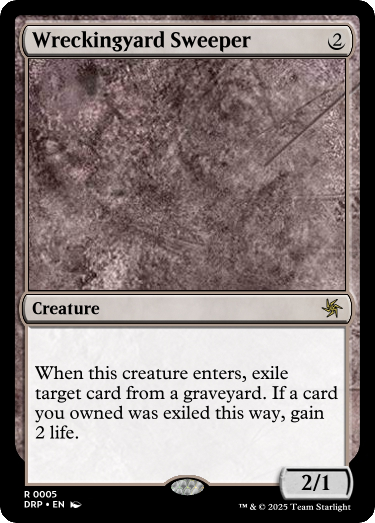 Wreckingyard Sweeper 2
Creature
When this creature enters, exile
target card from a graveyard. If a card
you owned was exiled this way, gain
2 life.
2/1
R 0005
DRP • EN
™ & © 2025 Team Starlight